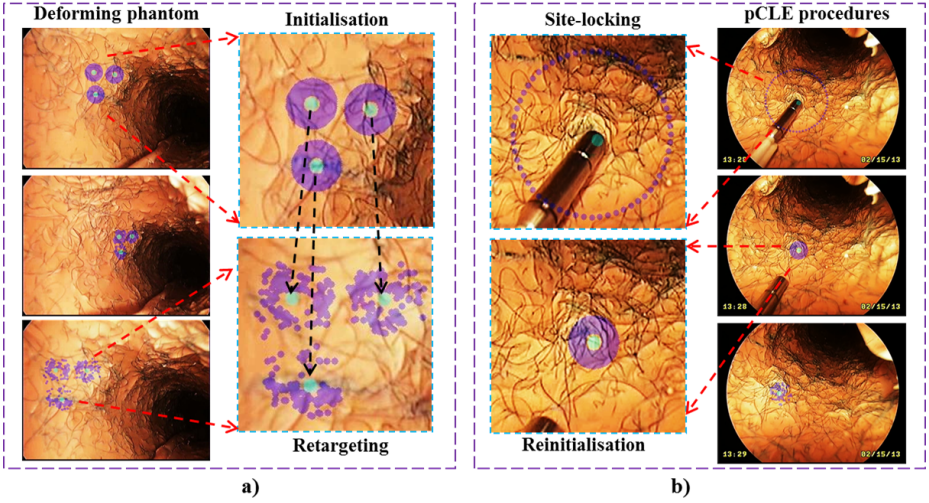 Deforming phantom
Initialisation
Retargeting
a)
Site-locking
pCLE procedures
13:28
02/15/13
13:28
02/15/13
Reinitialisation
13:29
02/15/13
b)